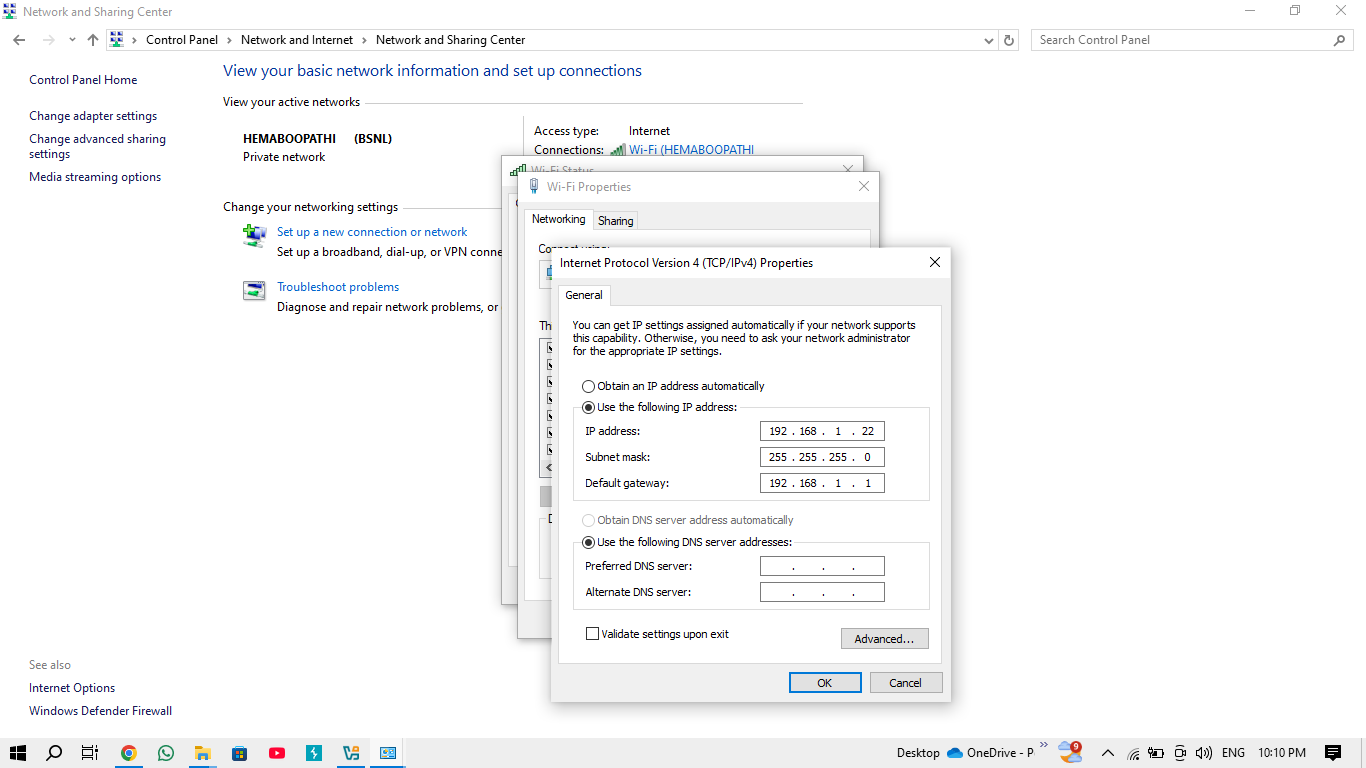 Network and Sharing Center
Control Panel > Network and Internet > Network and Sharing Center
Search Control Panel
Control Panel Home
Change adapter settings
Change advanced sharing
settings
Media streaming options
View your basic network information and set up connections
View your active networks
HEMABOOPATHI (BSNL)
Private network
Access type: Internet
Connections: Wi-Fi (HEMABOOPATHI
Change your networking settings
Set up a new connection or network
Set up a broadband, dial-up, or VPN conne
Troubleshoot problems
Diagnose and repair network problems, or
Wi-Fi Status
Wi-Fi Properties
Networking
Sharing
Connect using:
Th
D
Internet Protocol Version 4 (TCP/IPv4) Properties
General
You can get IP settings assigned automatically if your network supports
this capability. Otherwise, you need to ask your network administrator
for the appropriate IP settings.
Obtain an IP address automatically
Use the following IP address:
IP address: 192 . 168 . 1 . 22
Subnet mask: 255 . 255 . 255 . 0
Default gateway: 192 . 168 . 1 . 1
Obtain DNS server address automatically
Use the following DNS server addresses:
Preferred DNS server: . . .
Alternate DNS server: . . .
Validate settings upon exit
Advanced...
OK
Cancel
See also
Internet Options
Windows Defender Firewall
Desktop
OneDrive - P
9
ENG
10:10 PM